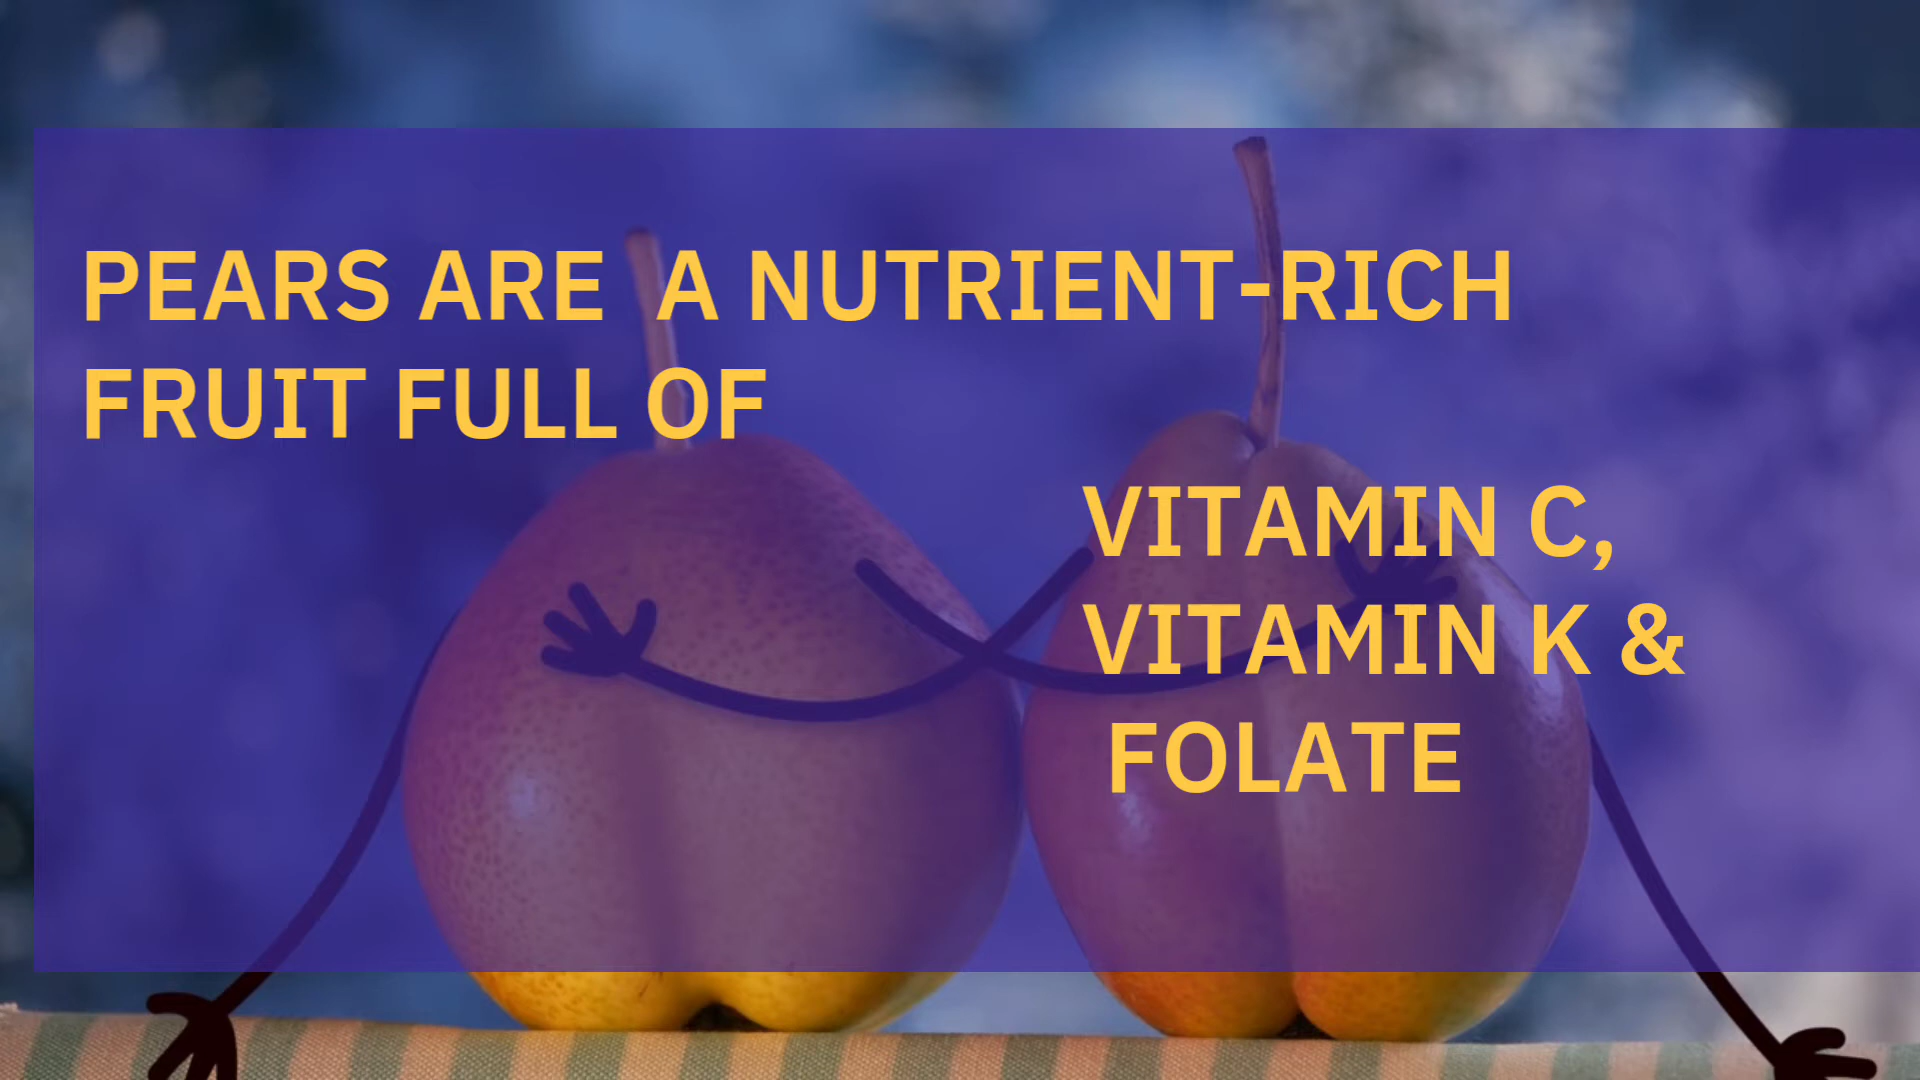 PEARS ARE  A NUTRIENT-RICH
FRUIT FULL OF
VITAMIN C,
VITAMIN K &
FOLATE